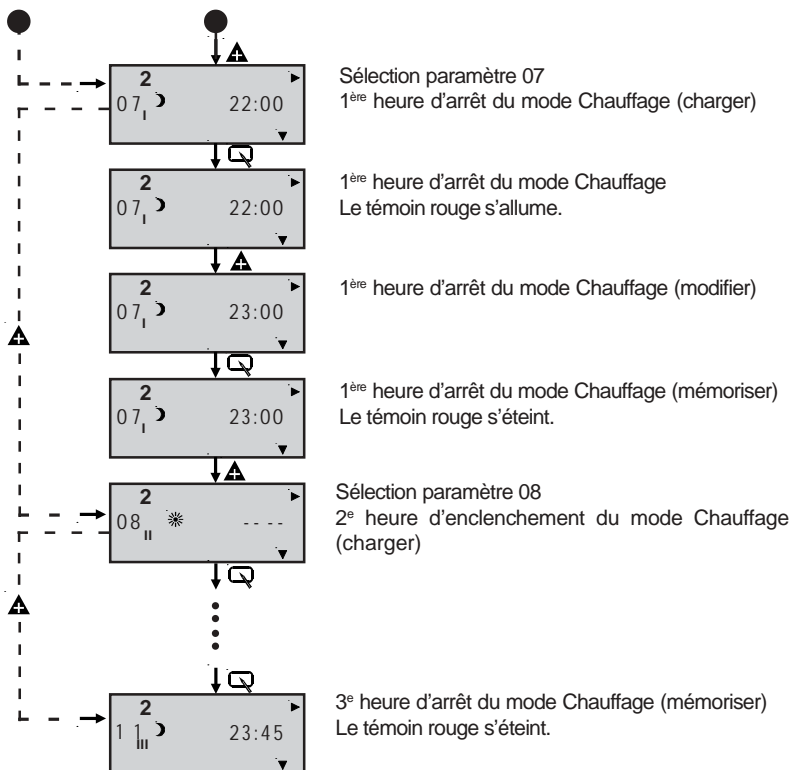 2
07 I 22:00
Sélection paramètre 07
1ère heure d'arrêt du mode Chauffage (charger)
2
07 I 22:00
1ère heure d'arrêt du mode Chauffage
Le témoin rouge s'allume.
2
07 I 23:00
1ère heure d'arrêt du mode Chauffage (modifier)
2
07 I 23:00
1ère heure d'arrêt du mode Chauffage (mémoriser)
Le témoin rouge s'éteint.
2
08 II -- --
Sélection paramètre 08
2e heure d'enclenchement du mode Chauffage
(charger)
2
11 III 23:45
3e heure d'arrêt du mode Chauffage (mémoriser)
Le témoin rouge s'éteint.